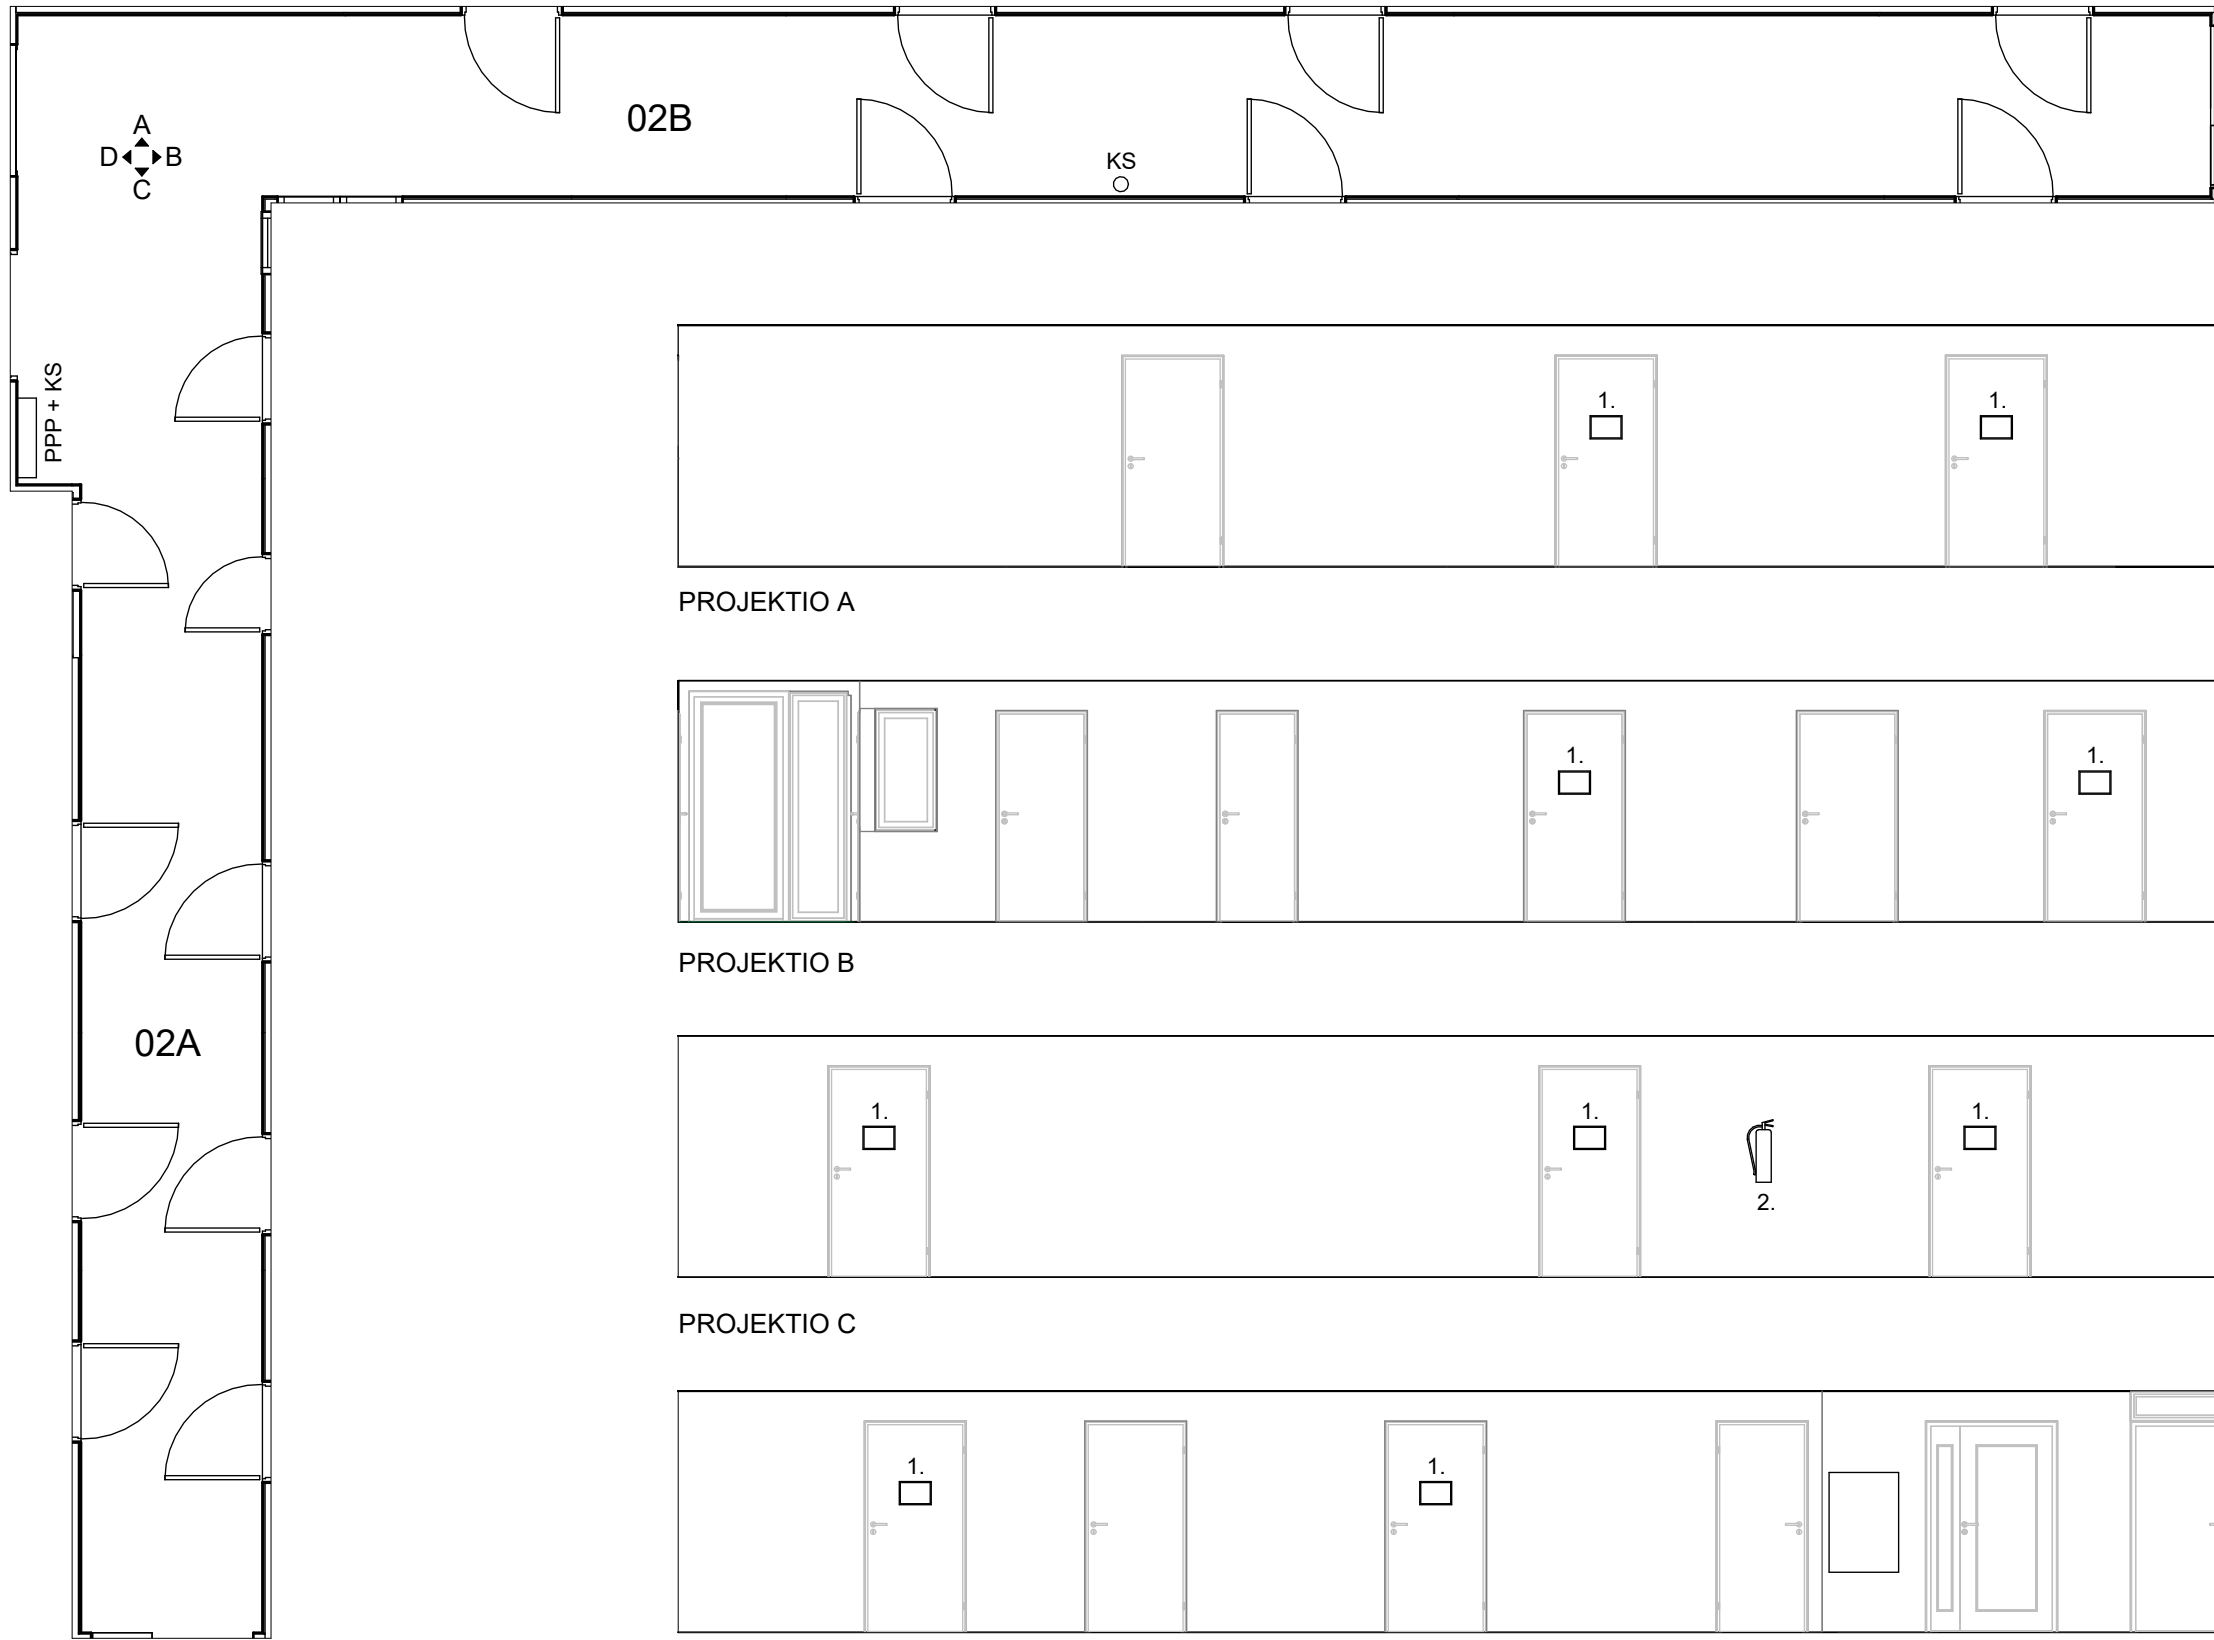 A
D B
C
02B
KS
PPP + KS
1.
1.
PROJEKTIO A
1.
1.
PROJEKTIO B
02A
1.
1.
1.
2.
PROJEKTIO C
1.
1.